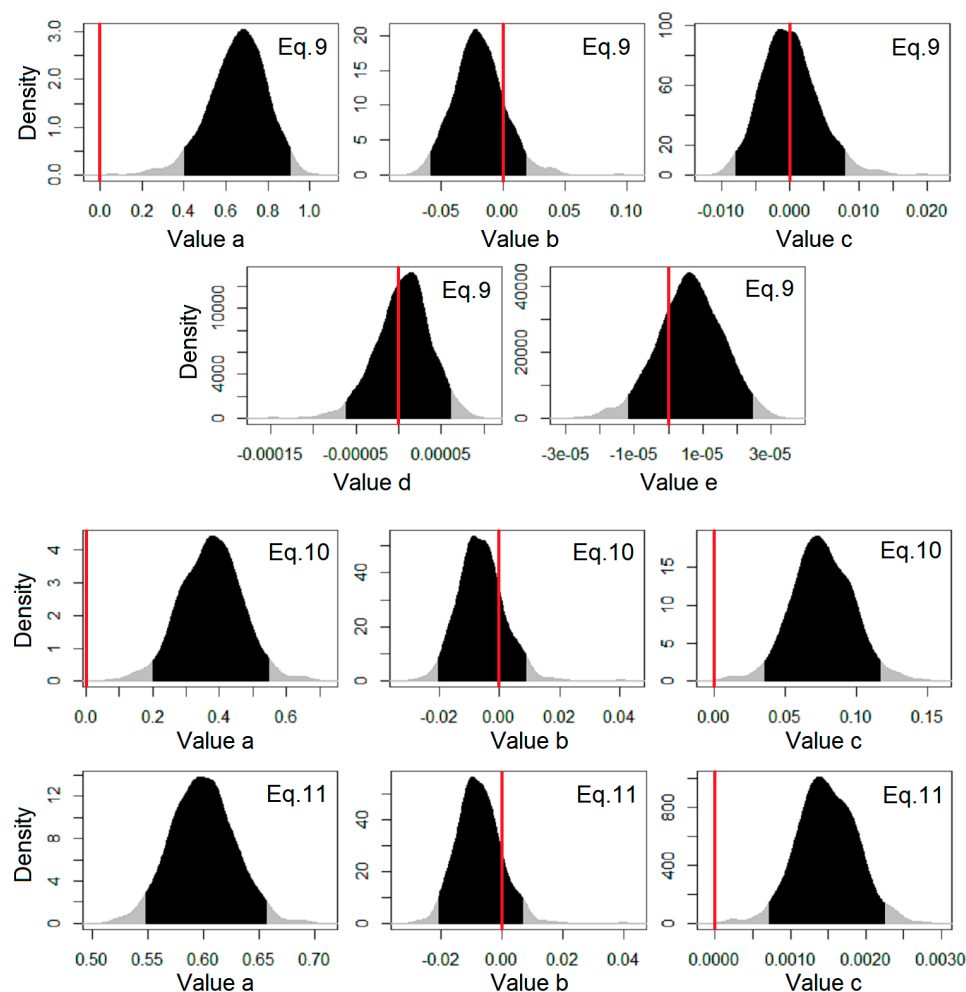 Eq.9
Density
0.0 1.0 2.0 3.0
0.0 0.2 0.4 0.6 0.8 1.0
Value a
Eq.9
0 5 10 15 20
-0.05 0.00 0.05 0.10
Value b
Eq.9
0 20 60 100
-0.010 0.000 0.010 0.020
Value c
Eq.9
Density
0 4000 10000
-0.00015 -0.00005 0.00005
Value d
Eq.9
0 20000 40000
-3e-05 -1e-05 1e-05 3e-05
Value e
Eq.10
Density
0 1 2 3 4
0.0 0.2 0.4 0.6
Value a
Eq.10
0 20 40
-0.02 0.00 0.02 0.04
Value b
Eq.10
0 5 10 15
0.00 0.05 0.10 0.15
Value c
Eq.11
Density
0 4 8 12
0.50 0.55 0.60 0.65 0.70
Value a
Eq.11
0 20 40
-0.02 0.00 0.02 0.04
Value b
Eq.11
0 400 800
0.0000 0.0010 0.0020 0.0030
Value c